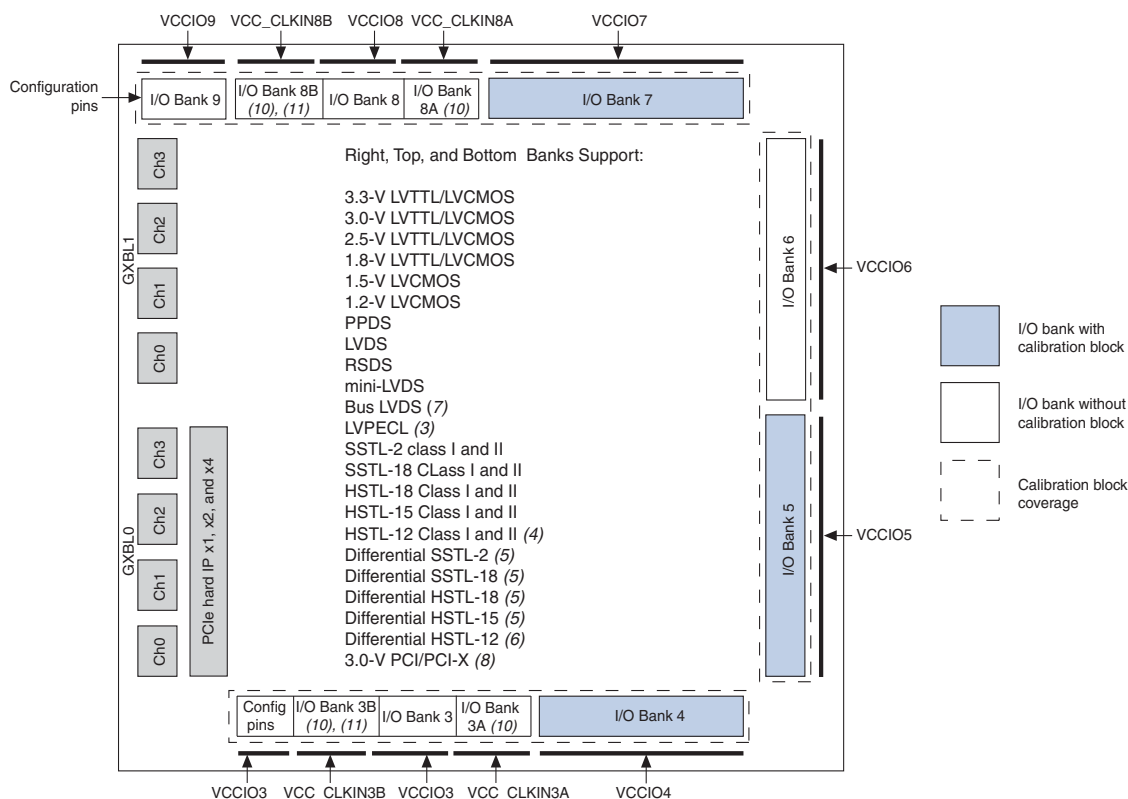 VCCIO9 VCC_CLKIN8B VCCIO8 VCC_CLKIN8A VCCIO7
Configuration
pins
I/O Bank 9
I/O Bank 8B
(10), (11)
I/O Bank 8
I/O Bank
8A (10)
I/O Bank 7
GXBL1
Ch3
Ch2
Ch1
Ch0
GXBL0
Ch3
Ch2
Ch1
Ch0
PCIe hard IP x1, x2, and x4
Right, Top, and Bottom Banks Support:
3.3-V LVTTL/LVCMOS
3.0-V LVTTL/LVCMOS
2.5-V LVTTL/LVCMOS
1.8-V LVTTL/LVCMOS
1.5-V LVCMOS
1.2-V LVCMOS
PPDS
LVDS
RSDS
mini-LVDS
Bus LVDS (7)
LVPECL (3)
SSTL-2 class I and II
SSTL-18 CLass I and II
HSTL-18 Class I and II
HSTL-15 Class I and II
HSTL-12 Class I and II (4)
Differential SSTL-2 (5)
Differential SSTL-18 (5)
Differential HSTL-18 (5)
Differential HSTL-15 (5)
Differential HSTL-12 (6)
3.0-V PCI/PCI-X (8)
I/O Bank 6
VCCIO6
I/O Bank 5
VCCIO5
I/O bank with
calibration block
I/O bank without
calibration block
Calibration block
coverage
Config
pins
I/O Bank 3B
(10), (11)
I/O Bank 3
I/O Bank
3A (10)
I/O Bank 4
VCCIO3 VCC_CLKIN3B VCCIO3 VCC_CLKIN3A VCCIO4